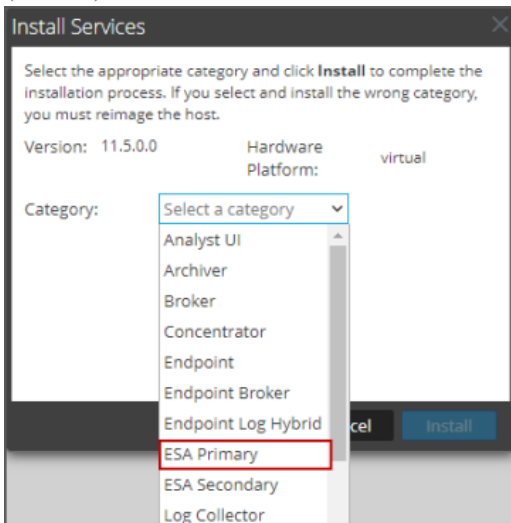 Install Services
Select the appropriate category and click Install to complete the
installation process. If you select and install the wrong category,
you must reimage the host.
Version: 11.5.0.0
Hardware
Platform:
virtual
Category:
Select a category
Analyst UI
Archiver
Broker
Concentrator
Endpoint
Endpoint Broker
Endpoint Log Hybrid
ESA Primary
ESA Secondary
Log Collector
cel
Install